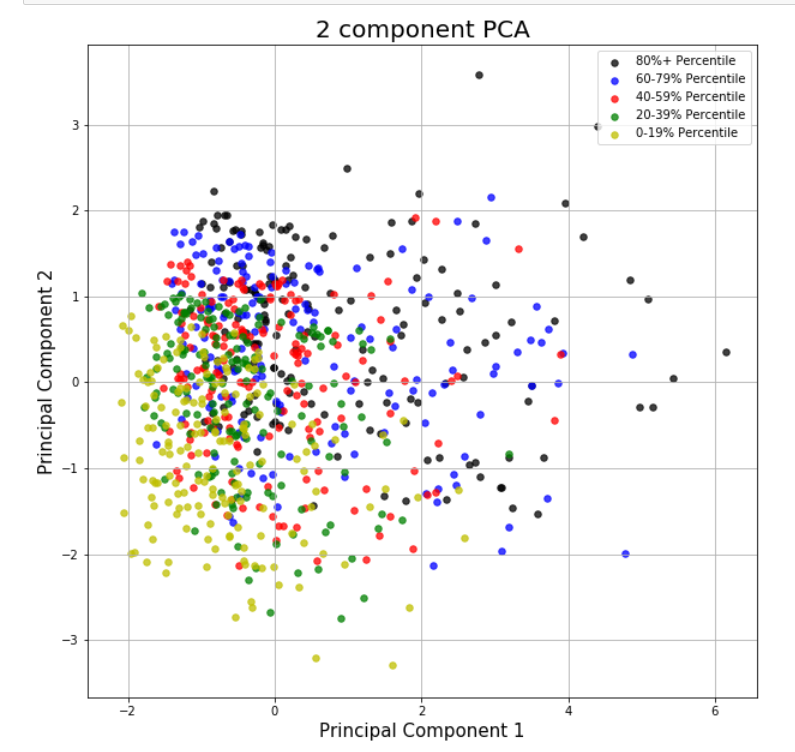 2 component PCA
80%+ Percentile
60-79% Percentile
40-59% Percentile
20-39% Percentile
0-19% Percentile
3
2
1
0
−1
−2
−3
Principal Component 2
−2 0 2 4 6
Principal Component 1